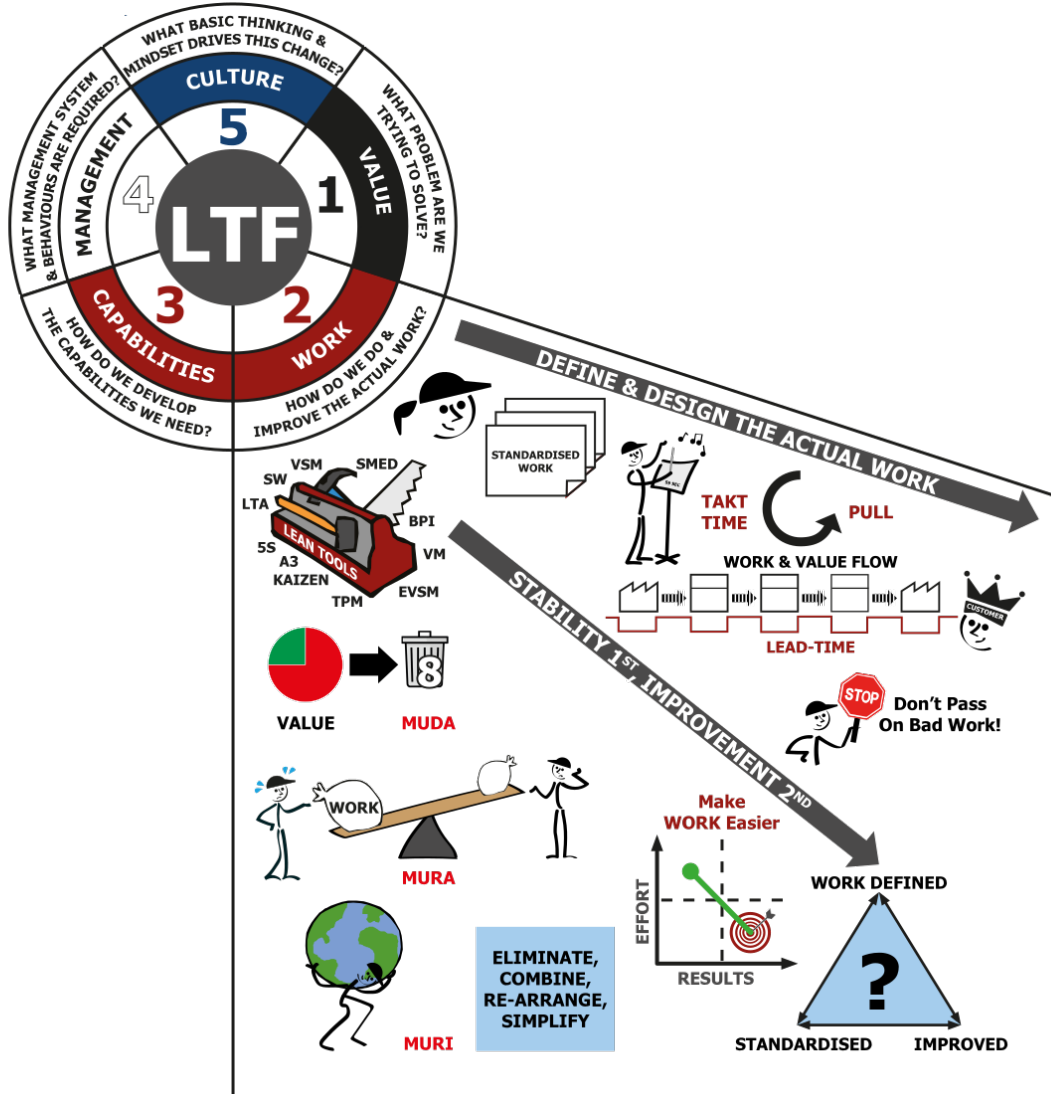 WHAT BASIC THINKING &
MINDSET DRIVES THIS CHANGE?
CULTURE
5
WHAT PROBLEM ARE WE
TRYING TO SOLVE?
VALUE
1
HOW DO WE DO &
IMPROVE THE ACTUAL WORK?
WORK
2
HOW DO WE DEVELOP
THE CAPABILITIES WE NEED?
CAPABILITIES
3
WHAT MANAGEMENT SYSTEM
& BEHAVIOURS ARE REQUIRED?
MANAGEMENT
4
LTF
DEFINE & DESIGN THE ACTUAL WORK
STANDARDISED
WORK
TAKT
TIME
PULL
WORK & VALUE FLOW
CUSTOMER
LEAD-TIME
STOP
Don't Pass
On Bad Work!
VSM
SMED
SW
LTA
BPI
5S
LEAN TOOLS
VM
A3
KAIZEN
EVSM
TPM
STABILITY 1ST, IMPROVEMENT 2ND
8
VALUE
MUDA
WORK
MURA
MURI
ELIMINATE,
COMBINE,
RE-ARRANGE,
SIMPLIFY
Make
WORK Easier
EFFORT
RESULTS
WORK DEFINED
?
STANDARDISED
IMPROVED